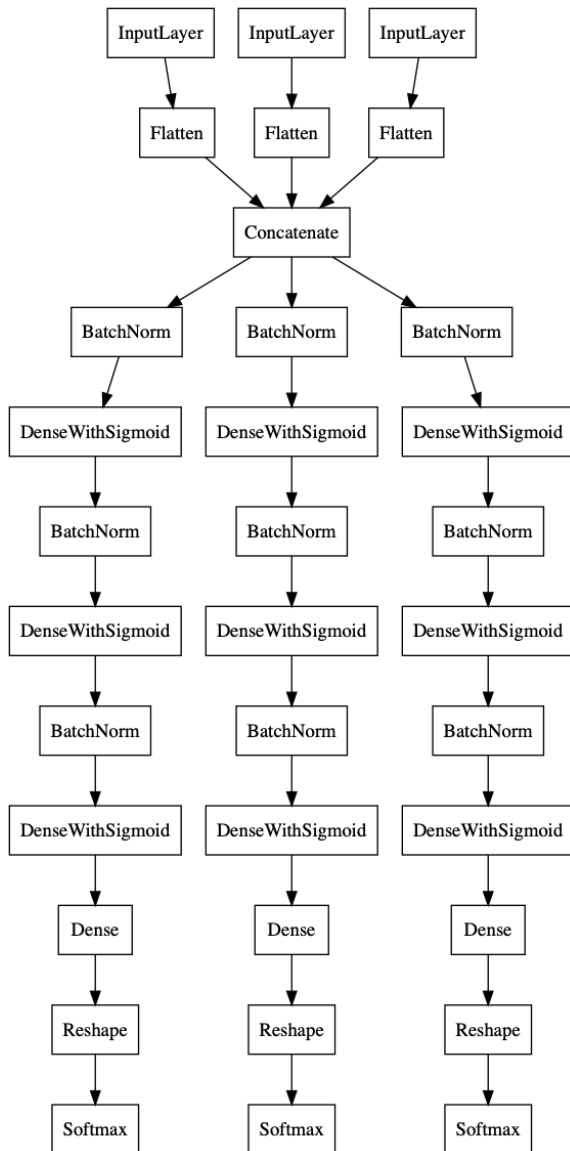 InputLayer InputLayer InputLayer
Flatten Flatten Flatten
Concatenate
BatchNorm BatchNorm BatchNorm
DenseWithSigmoid DenseWithSigmoid DenseWithSigmoid
BatchNorm BatchNorm BatchNorm
DenseWithSigmoid DenseWithSigmoid DenseWithSigmoid
BatchNorm BatchNorm BatchNorm
DenseWithSigmoid DenseWithSigmoid DenseWithSigmoid
Dense Dense Dense
Reshape Reshape Reshape
Softmax Softmax Softmax